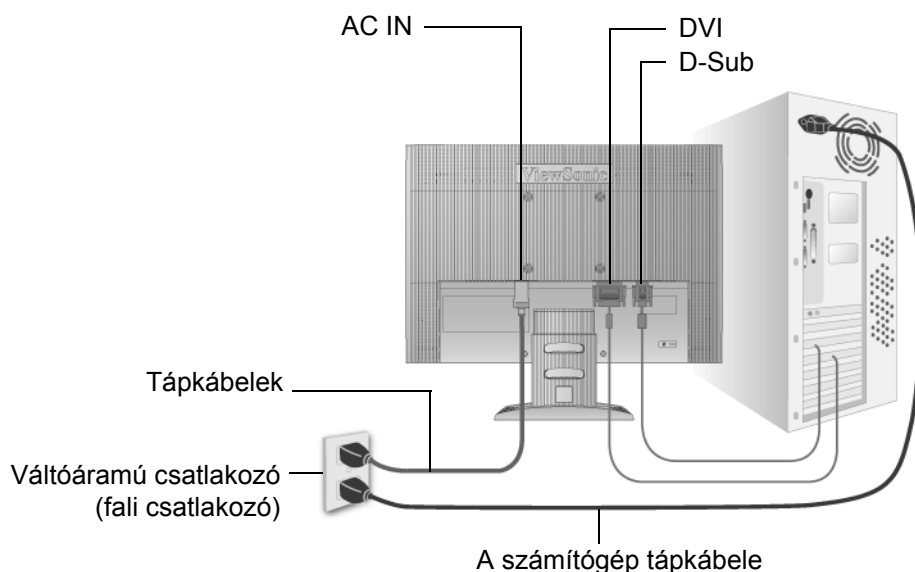 AC IN
DVI
D-Sub
ViewSonic
Tápkábelek
Váltóáramú csatlakozó
(fali csatlakozó)
A számítógép tápkábele